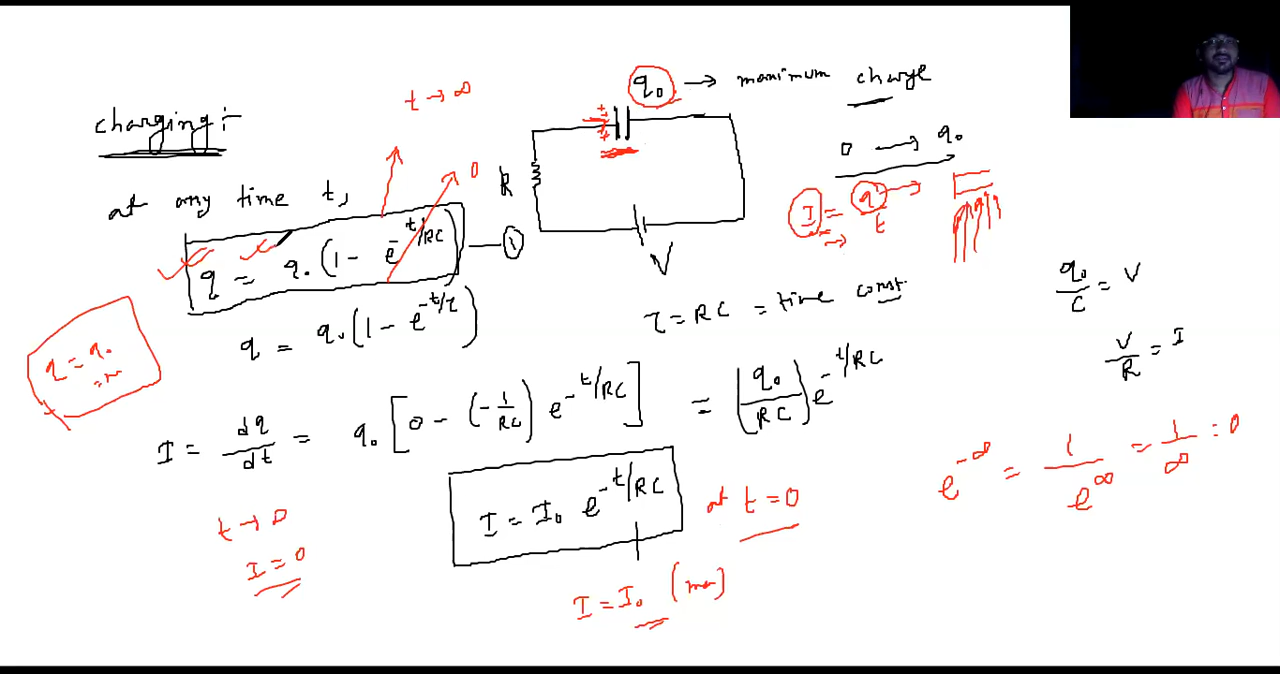 charging :-
at any time t,
q = q₀ (1 - e^-t/RC) — ①
q = q₀ (1 - e^-t/τ)
I = dq/dt = q₀ [0 - (-1/RC) e^-t/RC] = (q₀/RC) e^-t/RC
I = I₀ e^-t/RC
at t = 0
I = I₀ (max)
t → 0
I = 0
q = q₀
t → ∞
0
q₀ → maximum charge
R
V
0 → q₀
I = q/t →
τ = RC = time const.
q₀/C = V
V/R = I
e^-∞ = 1/e^∞ = 1/∞ = 0